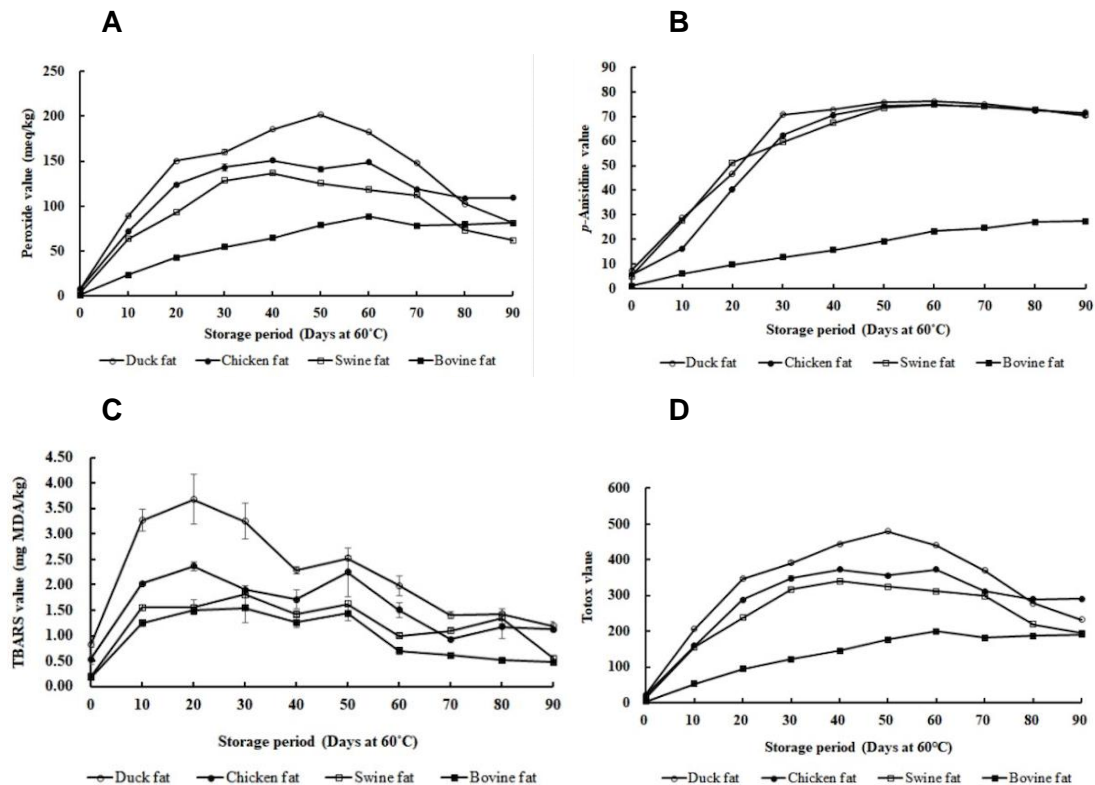 A
Peroxide value (meq/kg)
250
200
150
100
50
0
0 10 20 30 40 50 60 70 80 90
Storage period (Days at 60˚C)
Duck fat Chicken fat Swine fat Bovine fat
B
p-Anisidine value
90
80
70
60
50
40
30
20
10
0
0 10 20 30 40 50 60 70 80 90
Storage period (Days at 60˚C)
Duck fat Chicken fat Swine fat Bovine fat
C
TBARS value (mg MDA/kg)
4.50
4.00
3.50
3.00
2.50
2.00
1.50
1.00
0.50
0.00
0 10 20 30 40 50 60 70 80 90
Storage period (Days at 60˚C)
Duck fat Chicken fat Swine fat Bovine fat
D
Totox vlaue
600
500
400
300
200
100
0
0 10 20 30 40 50 60 70 80 90
Storage period (Days at 60°C)
Duck fat Chicken fat Swine fat Bovine fat